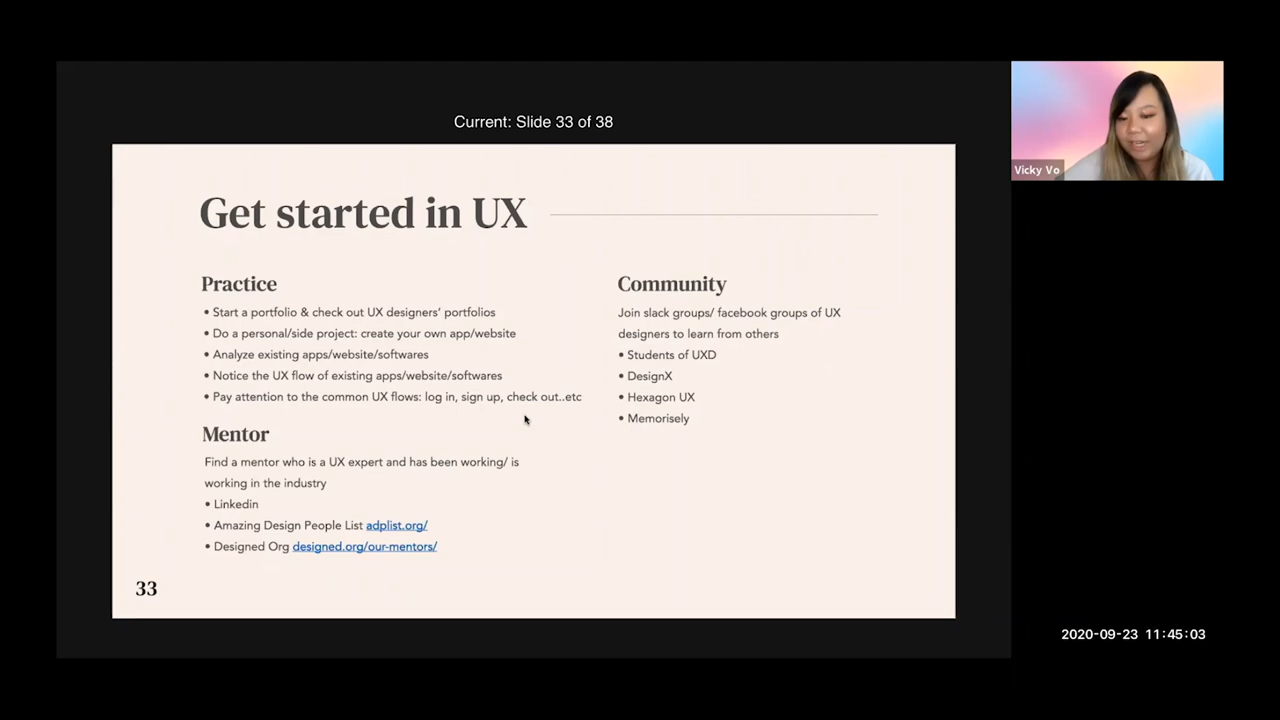 Current: Slide 33 of 38
Vicky Vo
Get started in UX
Practice
• Start a portfolio & check out UX designers' portfolios
• Do a personal/side project: create your own app/website
• Analyze existing apps/website/softwares
• Notice the UX flow of existing apps/website/softwares
• Pay attention to the common UX flows: log in, sign up, check out..etc
Mentor
Find a mentor who is a UX expert and has been working/ is
working in the industry
• Linkedin
• Amazing Design People List adplist.org/
• Designed Org designed.org/our-mentors/
Community
Join slack groups/ facebook groups of UX
designers to learn from others
• Students of UXD
• DesignX
• Hexagon UX
• Memorisely
33
2020-09-23 11:45:03